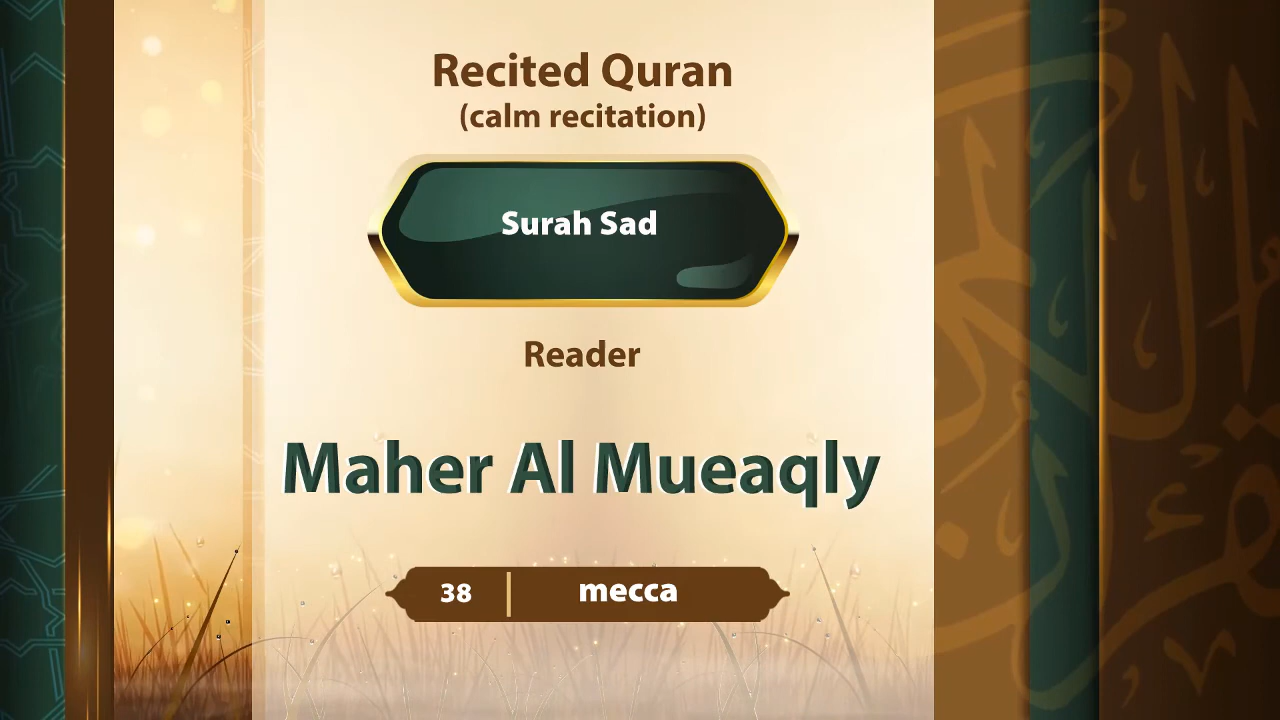 Recited Quran
(calm recitation)
Surah Sad
Reader
Maher Al Mueaqly
38 mecca